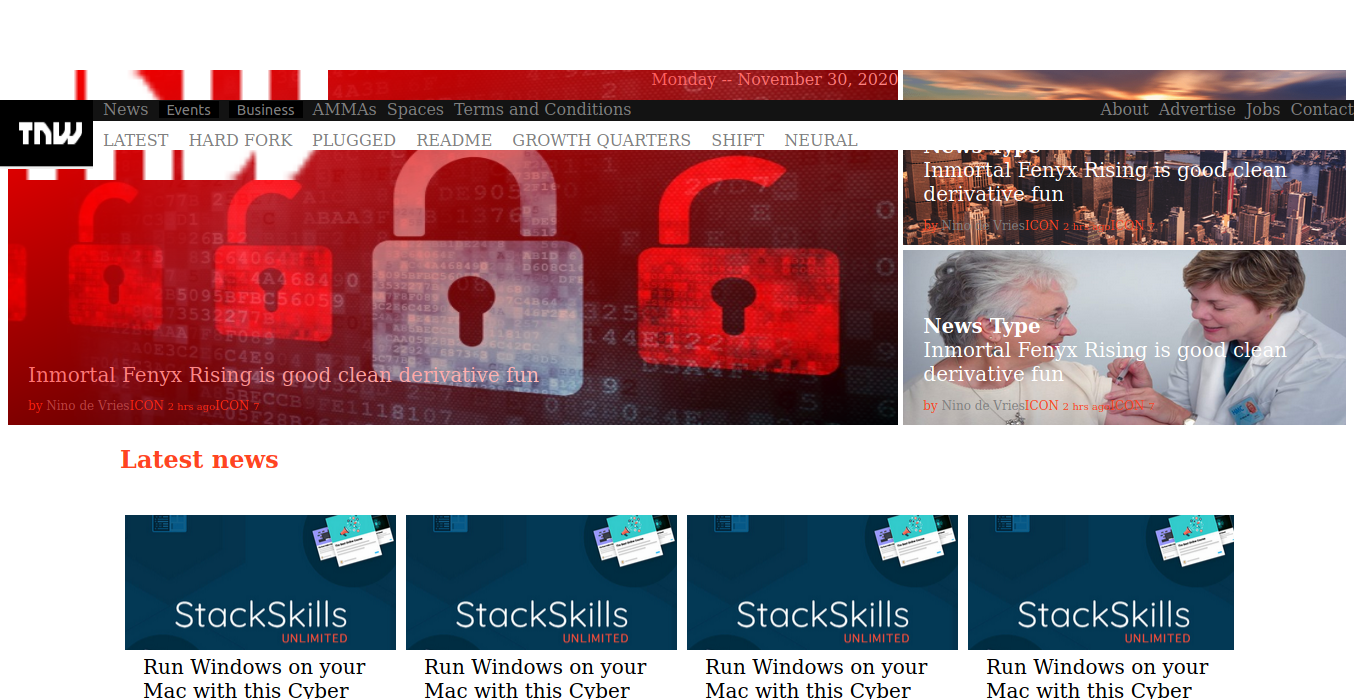 Monday -- November 30, 2020
TNW
News Events Business AMMAs Spaces Terms and Conditions
About Advertise Jobs Contact
LATEST HARD FORK PLUGGED README GROWTH QUARTERS SHIFT NEURAL
News Type
Inmortal Fenyx Rising is good clean
derivative fun
by Nino de VriesICON 2 hrs agoICON 7
Inmortal Fenyx Rising is good clean derivative fun
by Nino de VriesICON 2 hrs agoICON 7
News Type
Inmortal Fenyx Rising is good clean
derivative fun
by Nino de VriesICON 2 hrs agoICON 7
Latest news
StackSkills
UNLIMITED
StackSkills
UNLIMITED
StackSkills
UNLIMITED
StackSkills
UNLIMITED
Run Windows on your
Mac with this Cyber
Run Windows on your
Mac with this Cyber
Run Windows on your
Mac with this Cyber
Run Windows on your
Mac with this Cyber